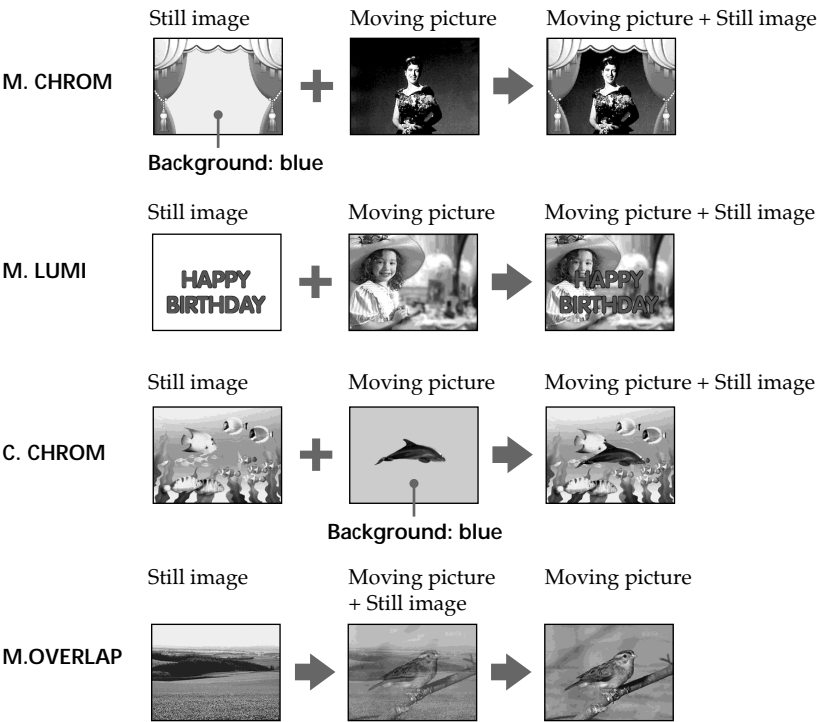 Still image
Moving picture
Moving picture + Still image
M. CHROM
Background: blue
Still image
Moving picture
Moving picture + Still image
M. LUMI
HAPPY
BIRTHDAY
HAPPY
BIRTHDAY
Still image
Moving picture
Moving picture + Still image
C. CHROM
Background: blue
Still image
Moving picture
+ Still image
Moving picture
M.OVERLAP